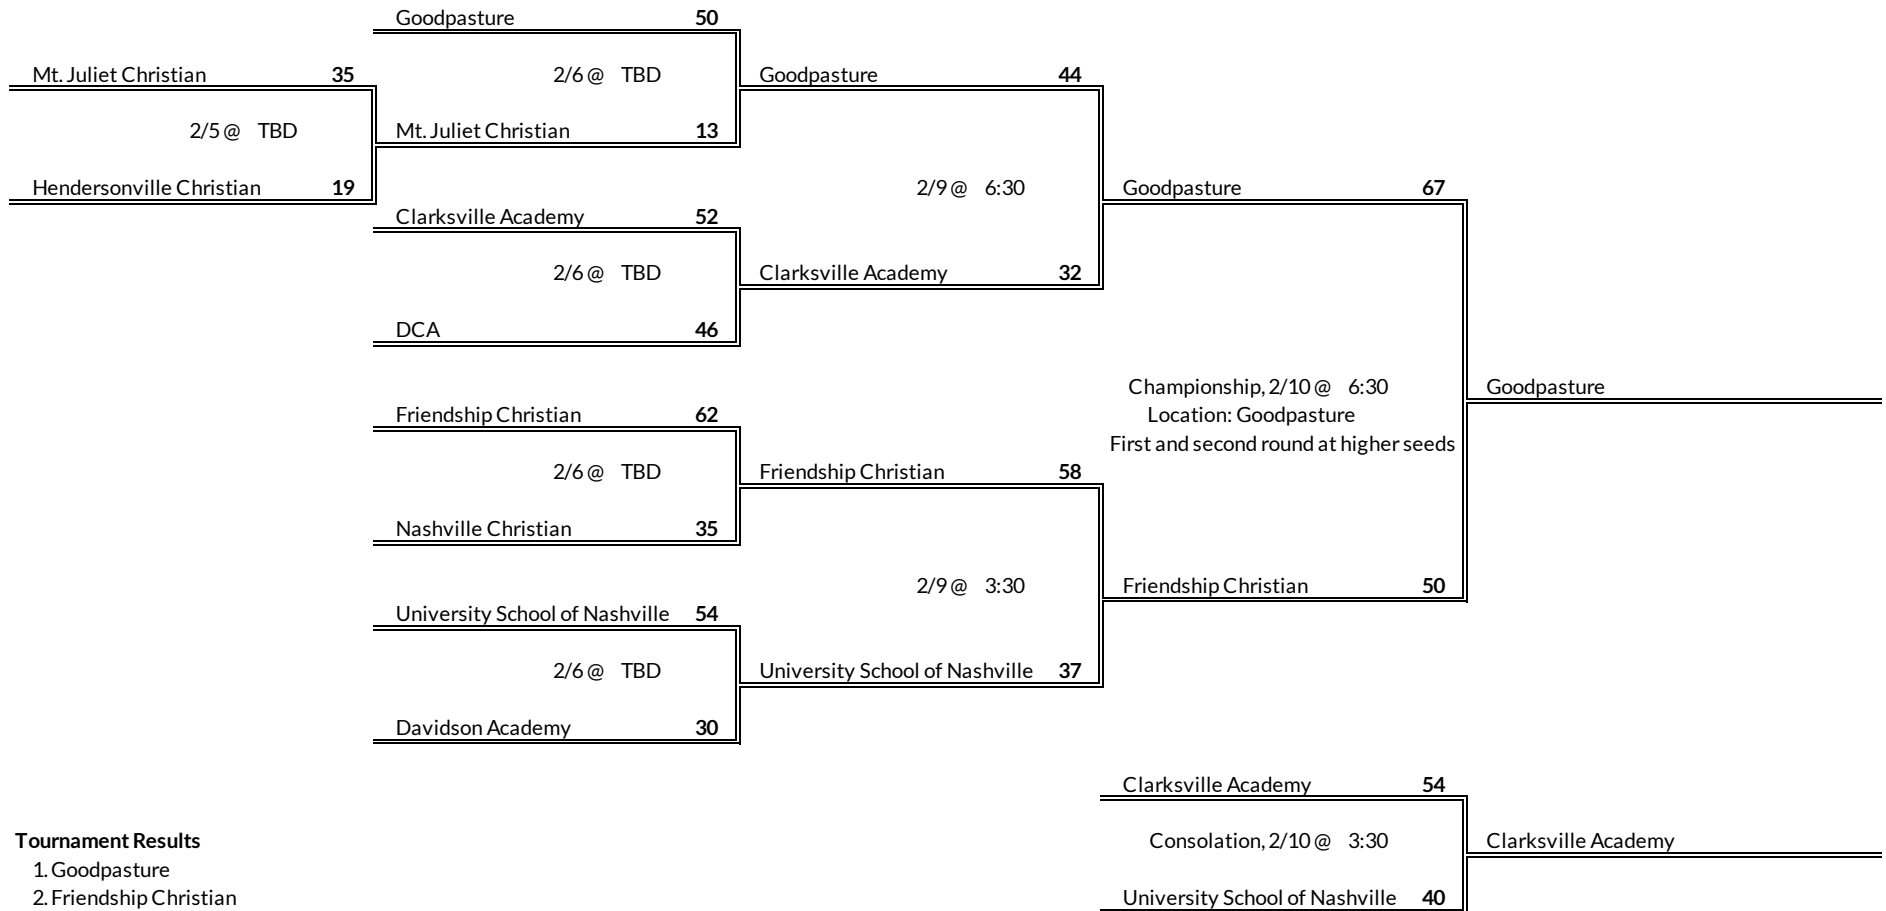 Goodpasture 50
Mt. Juliet Christian 35 2/6 @ TBD Goodpasture 44
2/5 @ TBD Mt. Juliet Christian 13
Hendersonville Christian 19 2/9 @ 6:30 Goodpasture 67
Clarksville Academy 52
2/6 @ TBD Clarksville Academy 32
DCA 46
Championship, 2/10 @ 6:30 Goodpasture
Friendship Christian 62 Location: Goodpasture
First and second round at higher seeds
2/6 @ TBD Friendship Christian 58
Nashville Christian 35
2/9 @ 3:30 Friendship Christian 50
University School of Nashville 54
2/6 @ TBD University School of Nashville 37
Davidson Academy 30
Clarksville Academy 54
Tournament Results Consolation, 2/10 @ 3:30 Clarksville Academy
1. Goodpasture
2. Friendship Christian University School of Nashville 40